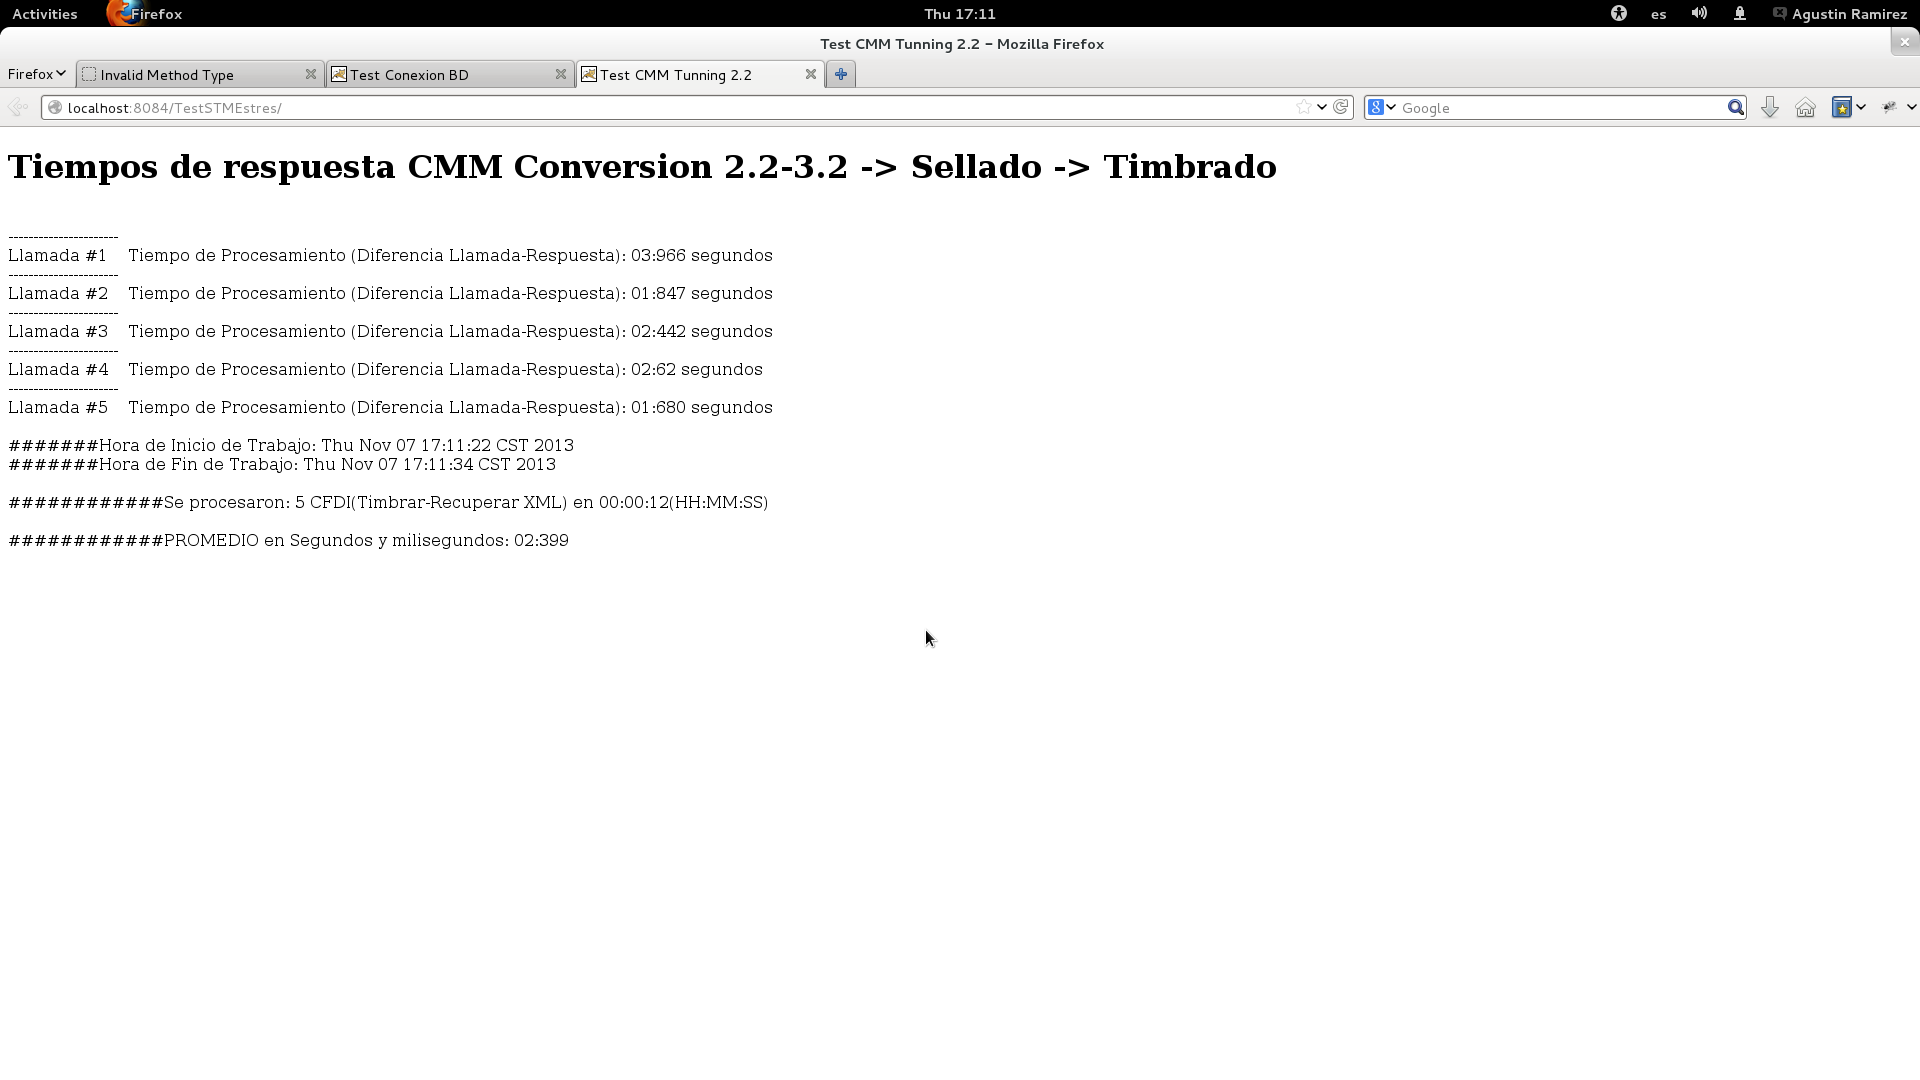 Activities Firefox Thu 17:11 es Agustin Ramirez
Test CMM Tunning 2.2 - Mozilla Firefox
Firefox Invalid Method Type Test Conexion BD Test CMM Tunning 2.2
localhost:8084/TestSTMEstres/ Google
Tiempos de respuesta CMM Conversion 2.2-3.2 -> Sellado -> Timbrado
----------------------
Llamada #1 Tiempo de Procesamiento (Diferencia Llamada-Respuesta): 03:966 segundos
----------------------
Llamada #2 Tiempo de Procesamiento (Diferencia Llamada-Respuesta): 01:847 segundos
----------------------
Llamada #3 Tiempo de Procesamiento (Diferencia Llamada-Respuesta): 02:442 segundos
----------------------
Llamada #4 Tiempo de Procesamiento (Diferencia Llamada-Respuesta): 02:62 segundos
----------------------
Llamada #5 Tiempo de Procesamiento (Diferencia Llamada-Respuesta): 01:680 segundos
#######Hora de Inicio de Trabajo: Thu Nov 07 17:11:22 CST 2013
#######Hora de Fin de Trabajo: Thu Nov 07 17:11:34 CST 2013
############Se procesaron: 5 CFDI(Timbrar-Recuperar XML) en 00:00:12(HH:MM:SS)
############PROMEDIO en Segundos y milisegundos: 02:399